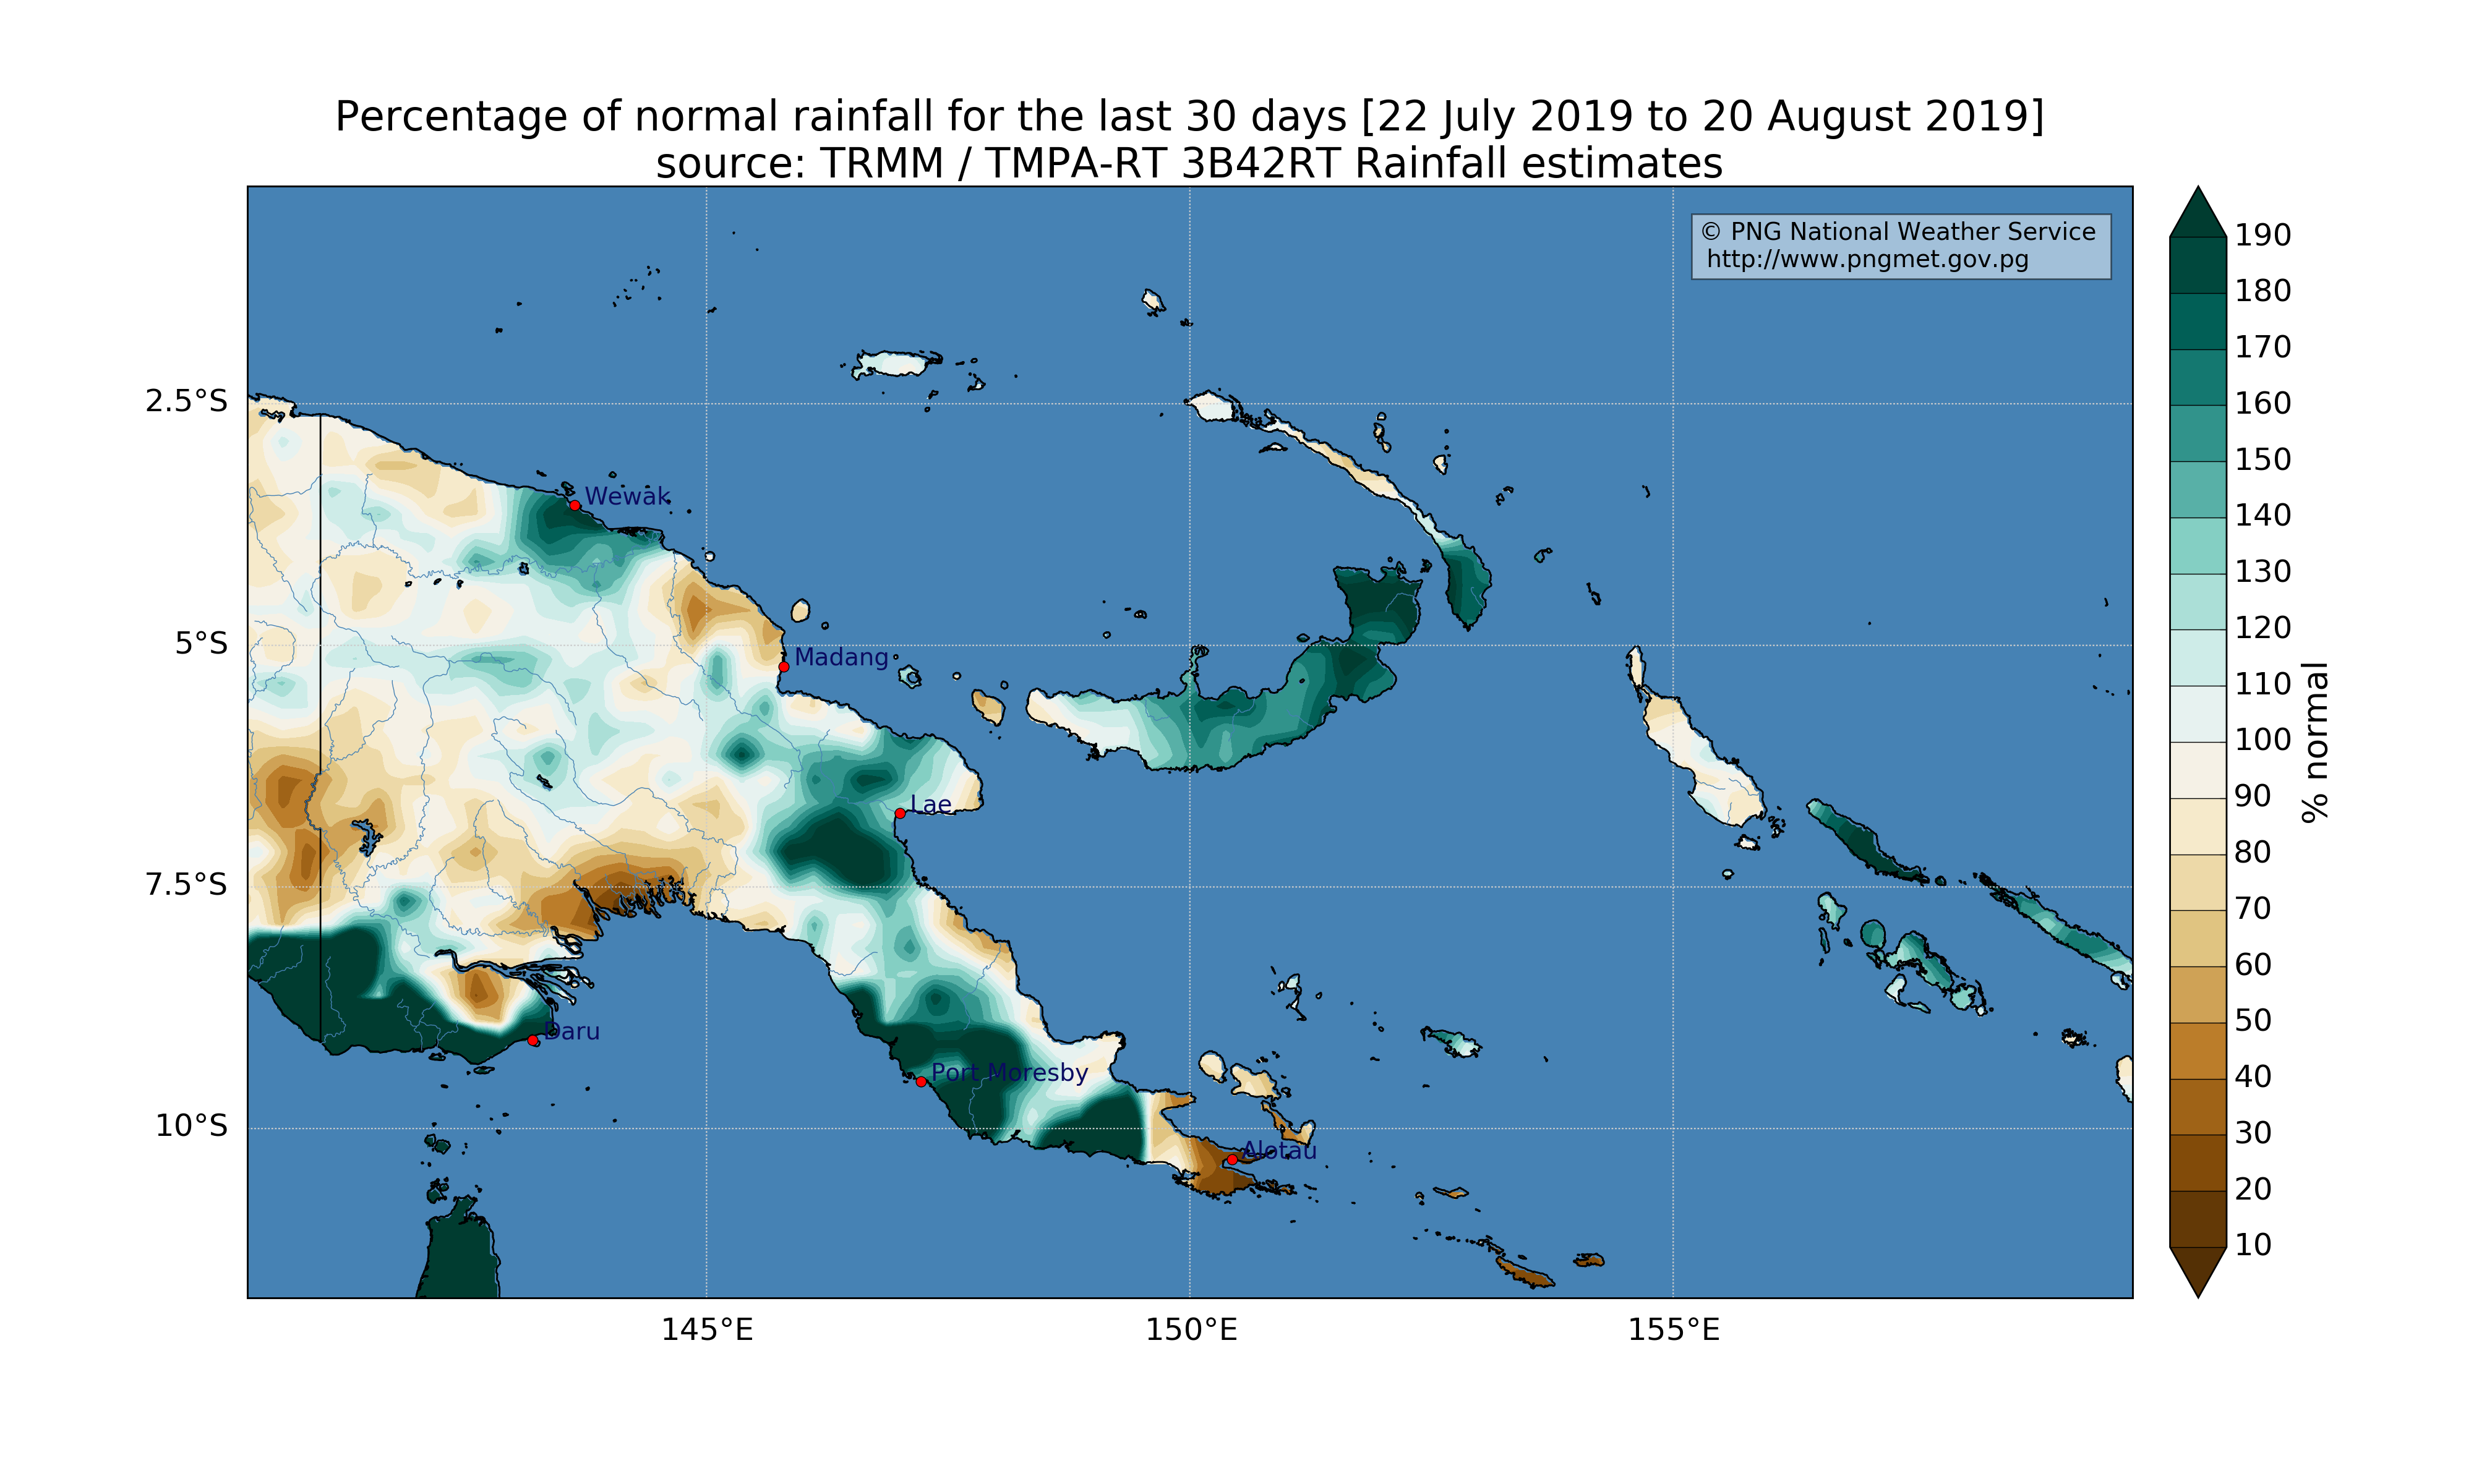 Percentage of normal rainfall for the last 30 days [22 July 2019 to 20 August 2019]
source: TRMM / TMPA-RT 3B42RT Rainfall estimates
© PNG National Weather Service
http://www.pngmet.gov.pg
190
180
170
160
150
140
130
120
110
100
90
80
70
60
50
40
30
20
10
% normal
2.5°S
5°S
7.5°S
10°S
Wewak
Madang
Lae
Daru
Port Moresby
Alotau
145°E
150°E
155°E